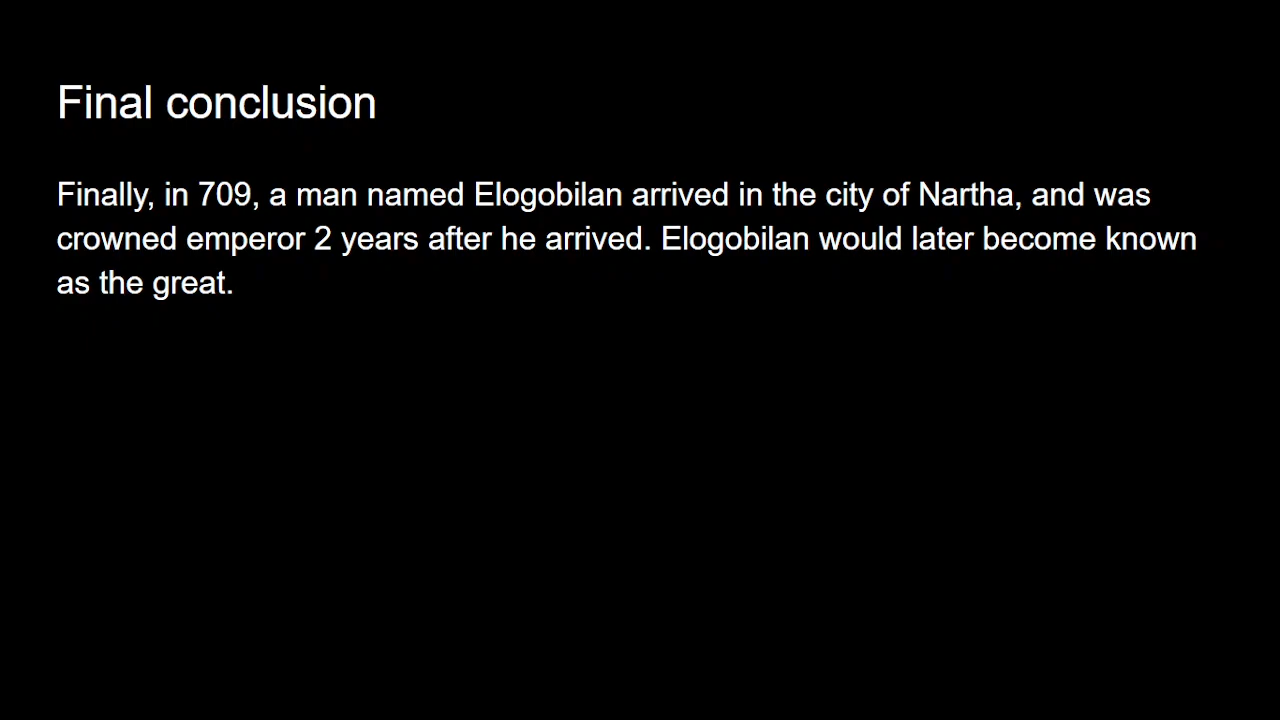 Final conclusion
Finally, in 709, a man named Elogobilan arrived in the city of Nartha, and was
crowned emperor 2 years after he arrived. Elogobilan would later become known
as the great.